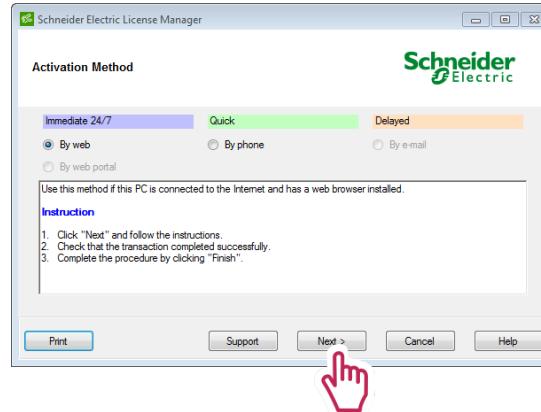 Schneider Electric License Manager
Activation Method
Schneider
Electric
Immediate 24/7
Quick
Delayed
By web
By phone
By e-mail
By web portal
Use this method if this PC is connected to the Internet and has a web browser installed.
Instruction
1. Click "Next" and follow the instructions.
2. Check that the transaction completed successfully.
3. Complete the procedure by clicking "Finish".
Print
Support
Next >
Cancel
Help